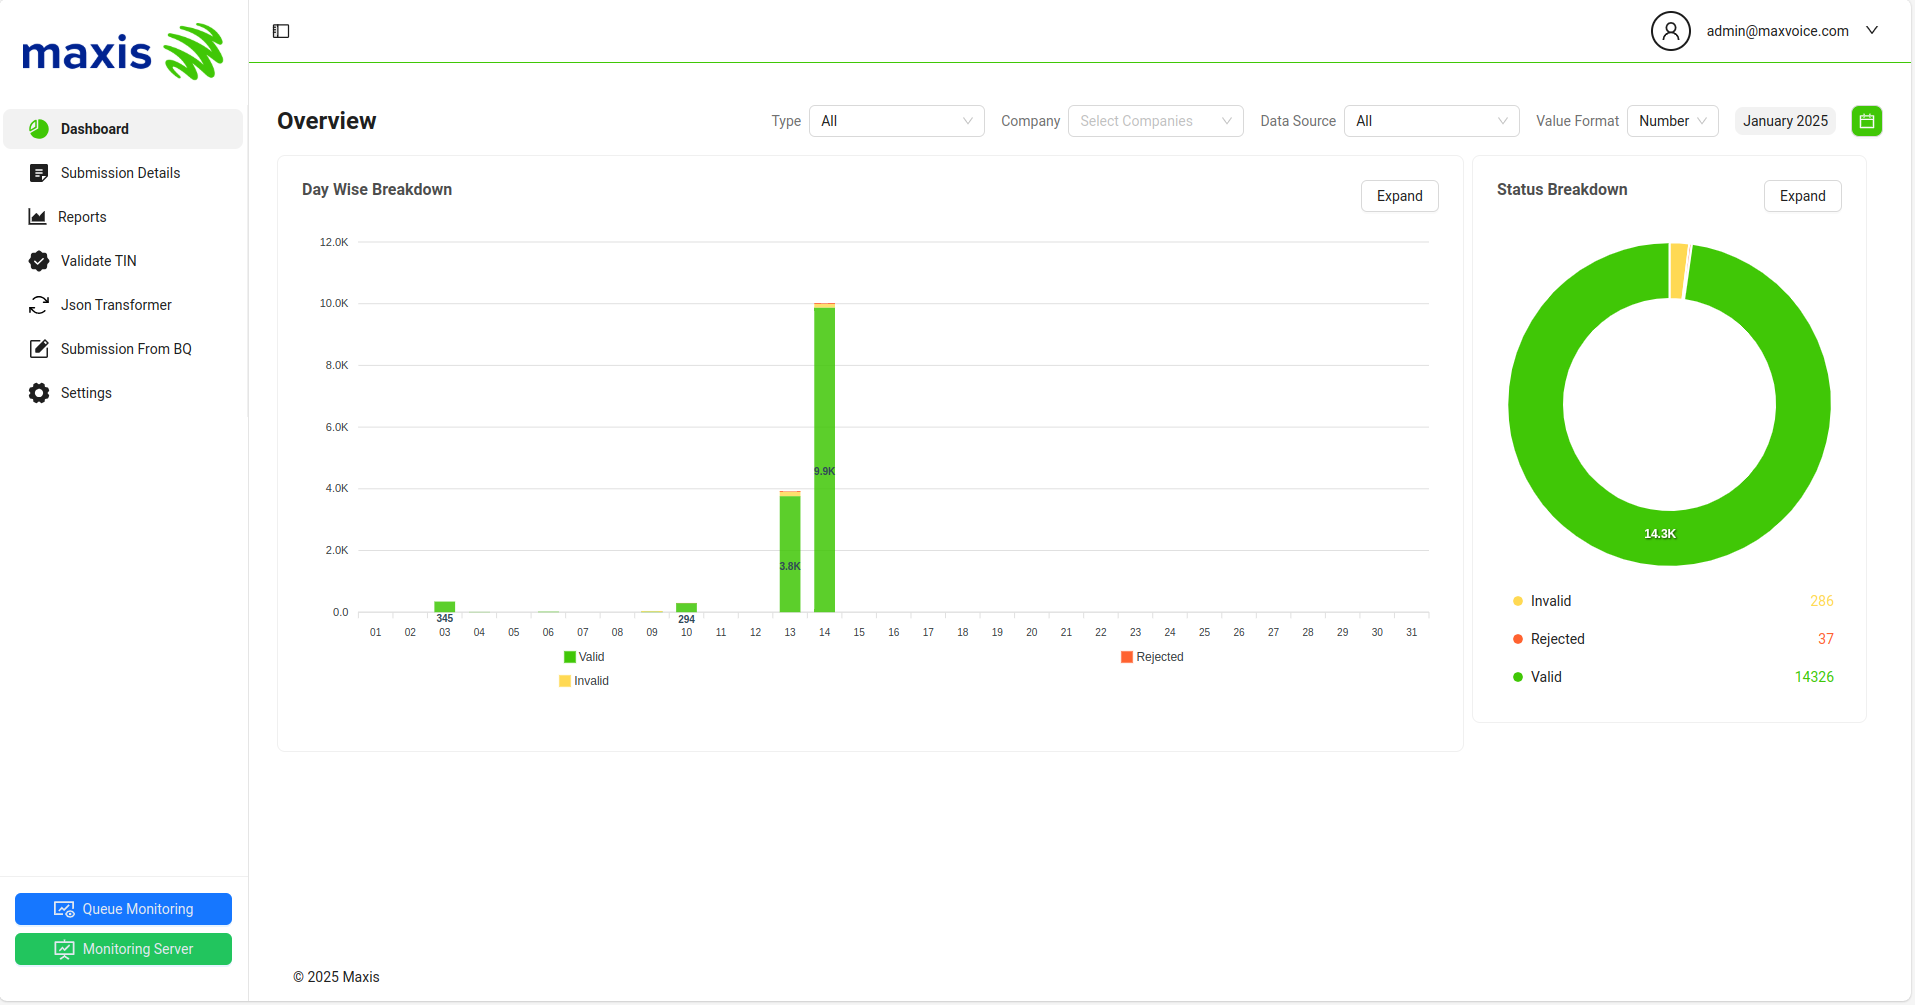 maxis
admin@maxvoice.com
Dashboard
Submission Details
Reports
Validate TIN
Json Transformer
Submission From BQ
Settings
Queue Monitoring
Monitoring Server
Overview
Type All Company Select Companies Data Source All Value Format Number January 2025
Day Wise Breakdown
Expand
12.0K
10.0K
8.0K
6.0K
4.0K
2.0K
0.0
345
294
3.8K
9.9K
01 02 03 04 05 06 07 08 09 10 11 12 13 14 15 16 17 18 19 20 21 22 23 24 25 26 27 28 29 30 31
Valid
Rejected
Invalid
Status Breakdown
Expand
14.3K
Invalid 286
Rejected 37
Valid 14326
© 2025 Maxis